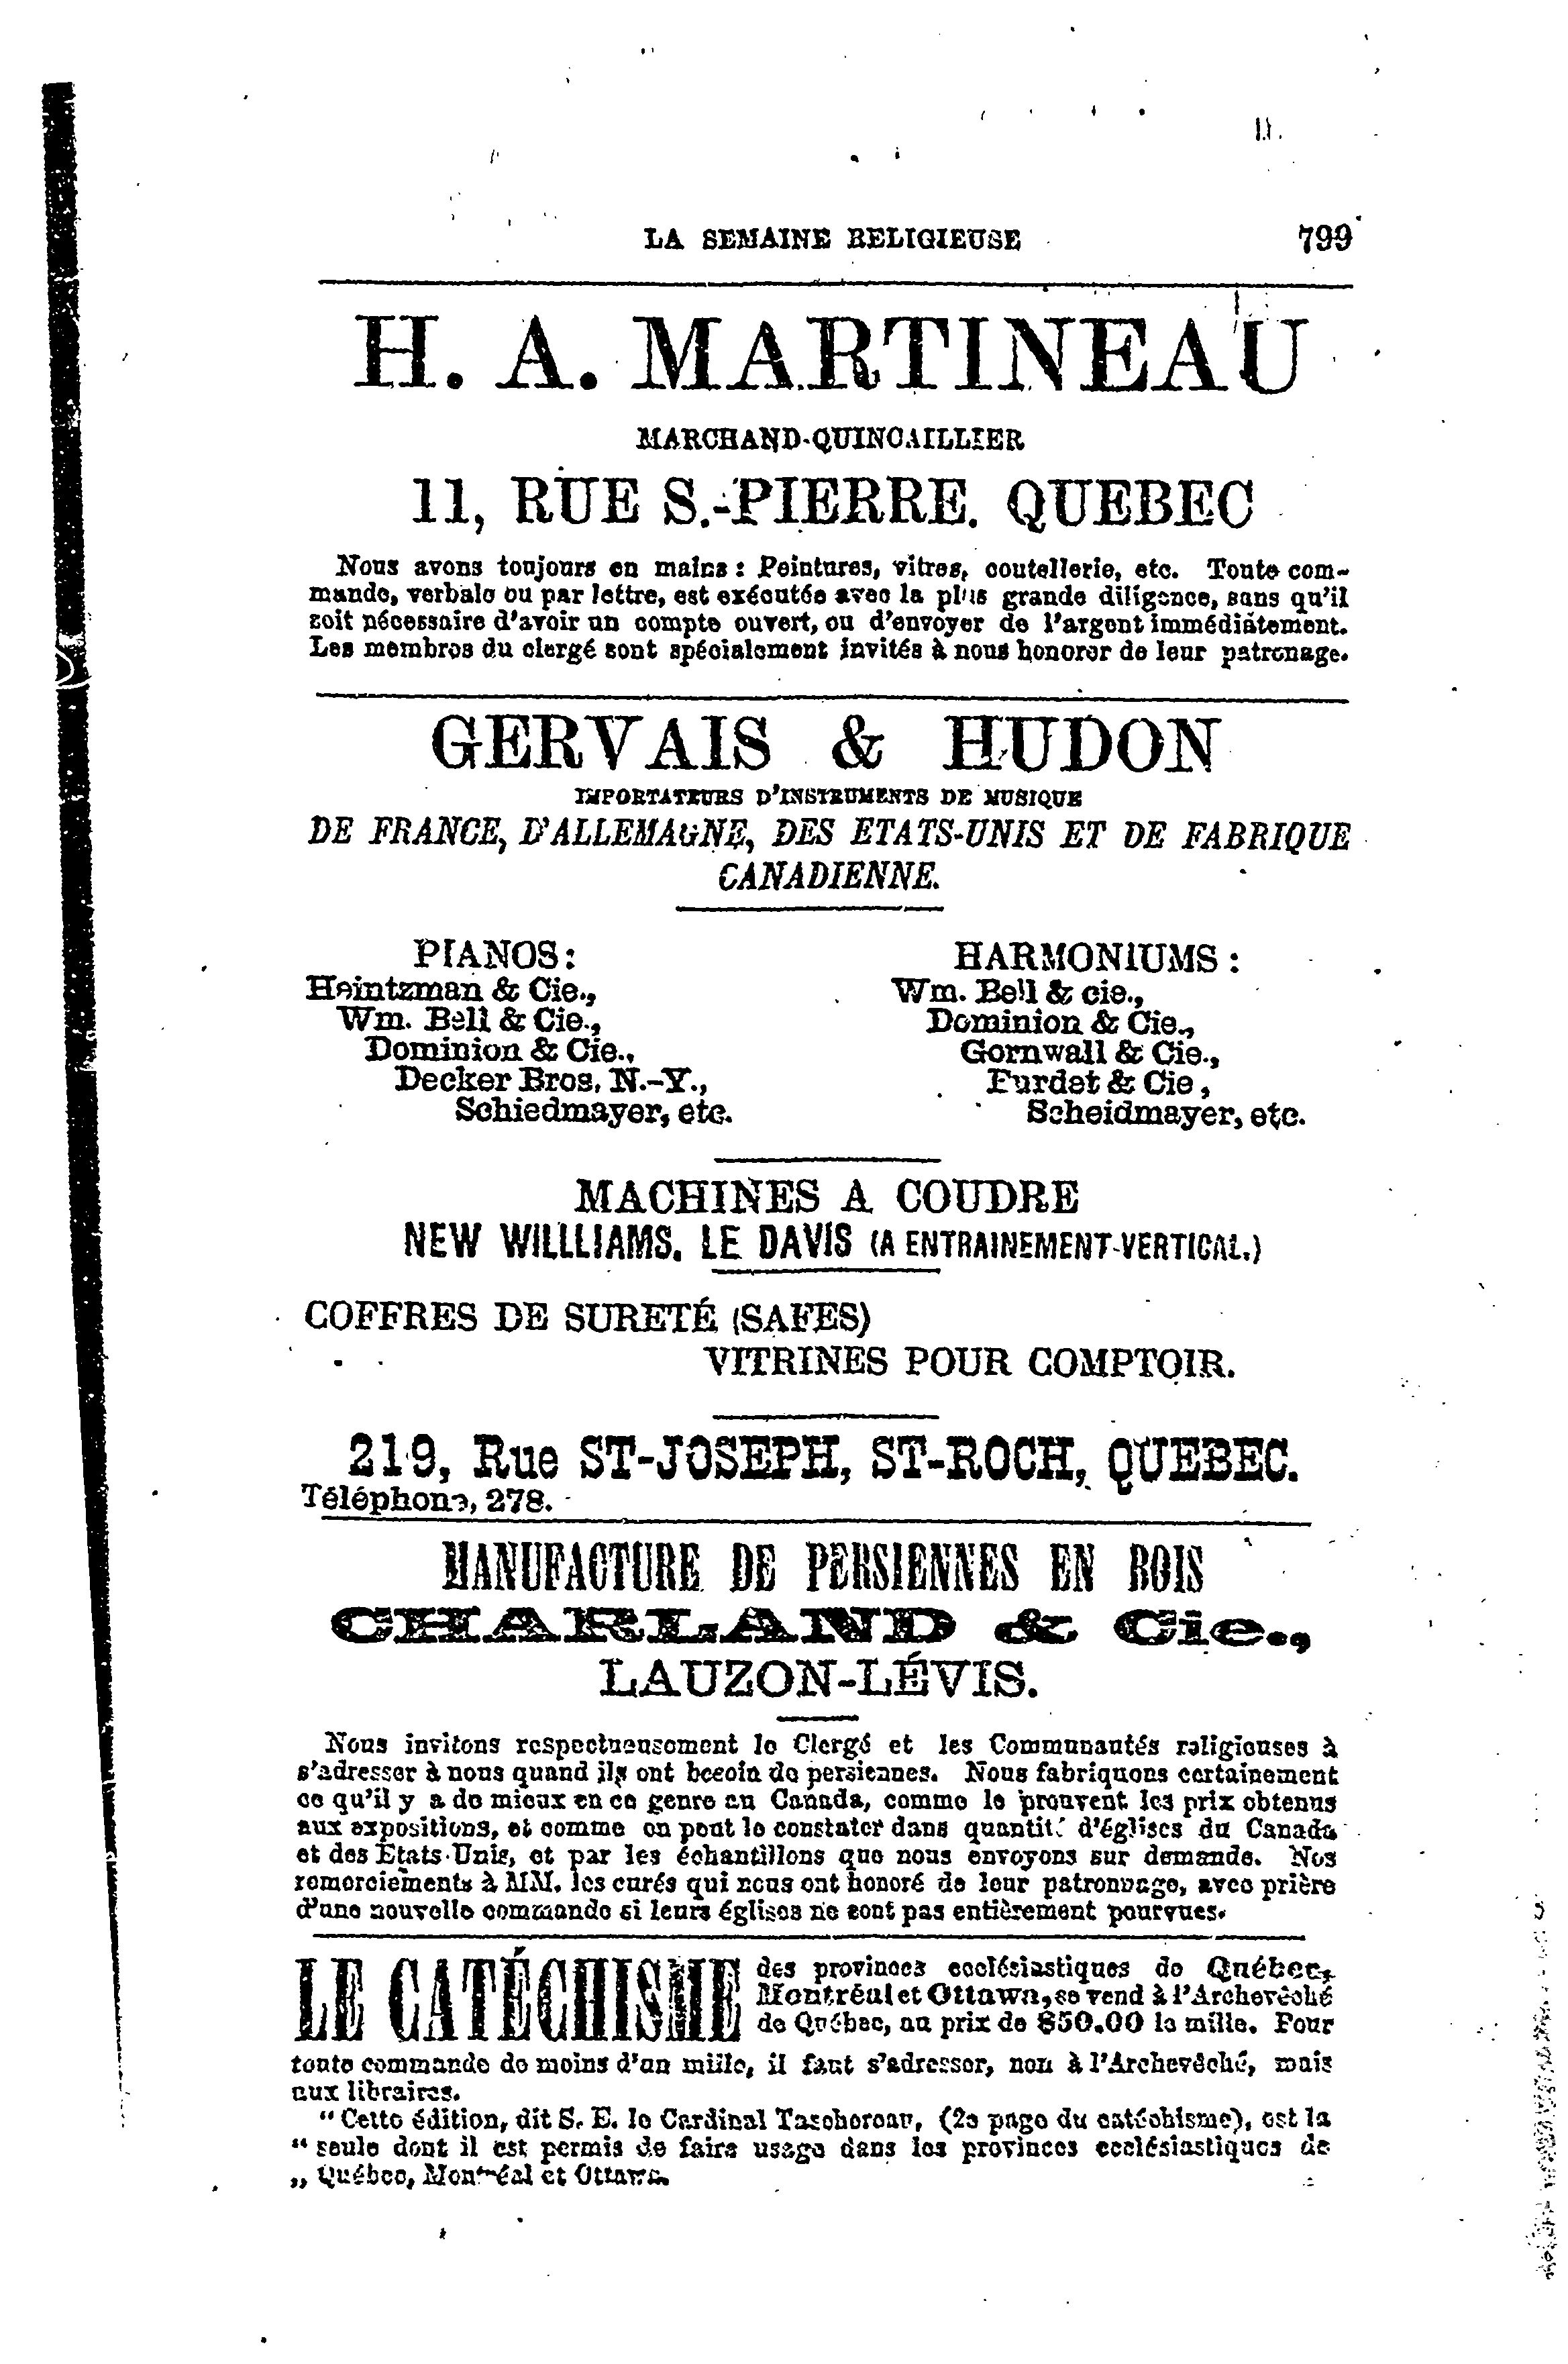 LA SEMAINE RELIGIEUSE 799
H. A. MARTINEAU
MARCHAND-QUINCAILLIER
11, RUE S.-PIERRE. QUEBEC
Nous avons toujours en mains : Peintures, vitres, coutellerie, etc. Toute com-
mande, verbale ou par lettre, est exécutée avec la plus grande diligence, sans qu'il
soit nécessaire d'avoir un compte ouvert, ou d'envoyer de l'argent immédiatement.
Les membres du clergé sont spécialement invités à nous honorer de leur patronage.
GERVAIS & HUDON
IMPORTATEURS D'INSTRUMENTS DE MUSIQUE
DE FRANCE, D'ALLEMAGNE, DES ETATS-UNIS ET DE FABRIQUE
CANADIENNE.
PIANOS :
Heintzman & Cie.,
Wm. Bell & Cie.,
Dominion & Cie.,
Decker Bros. N.-Y.,
Schiedmayer, etc.
HARMONIUMS :
Wm. Bell & cie.,
Dominion & Cie.,
Gornwall & Cie.,
Purdet & Cie,
Scheidmayer, etc.
MACHINES A COUDRE
NEW WILLLIAMS. LE DAVIS (A ENTRAINEMENT-VERTICAL.)
COFFRES DE SURETÉ (SAFES)
VITRINES POUR COMPTOIR.
219, Rue ST-JOSEPH, ST-ROCH, QUEBEC.
Téléphone, 278.
MANUFACTURE DE PERSIENNES EN BOIS
CHARLAND & Cie.,
LAUZON-LÉVIS.
Nous invitons respectueusement le Clergé et les Communautés religieuses à
s'adresser à nous quand ils ont besoin de persiennes. Nous fabriquons certainement
ce qu'il y a de mieux en ce genre au Canada, comme le prouvent les prix obtenus
aux expositions, et comme on peut le constater dans quantité d'églises du Canada
et des Etats-Unis, et par les échantillons que nous envoyons sur demande. Nos
remerciements à MM. les curés qui nous ont honoré de leur patronnage, avec prière
d'une nouvelle commande si leurs églises ne sont pas entièrement pourvues.
LE CATÉCHISME des provinces ecclésiastiques de Québec,
Montréal et Ottawa, se vend à l'Archevêché
de Québec, au prix de $50.00 le mille. Pour
toute commande de moins d'un mille, il faut s'adresser, non à l'Archevêché, mais
aux libraires.
" Cette édition, dit S. E. le Cardinal Taschereau, (2e page du catéchisme), est la
" seule dont il est permis de faire usage dans les provinces ecclésiastiques de
„ Québec, Montréal et Ottawa.